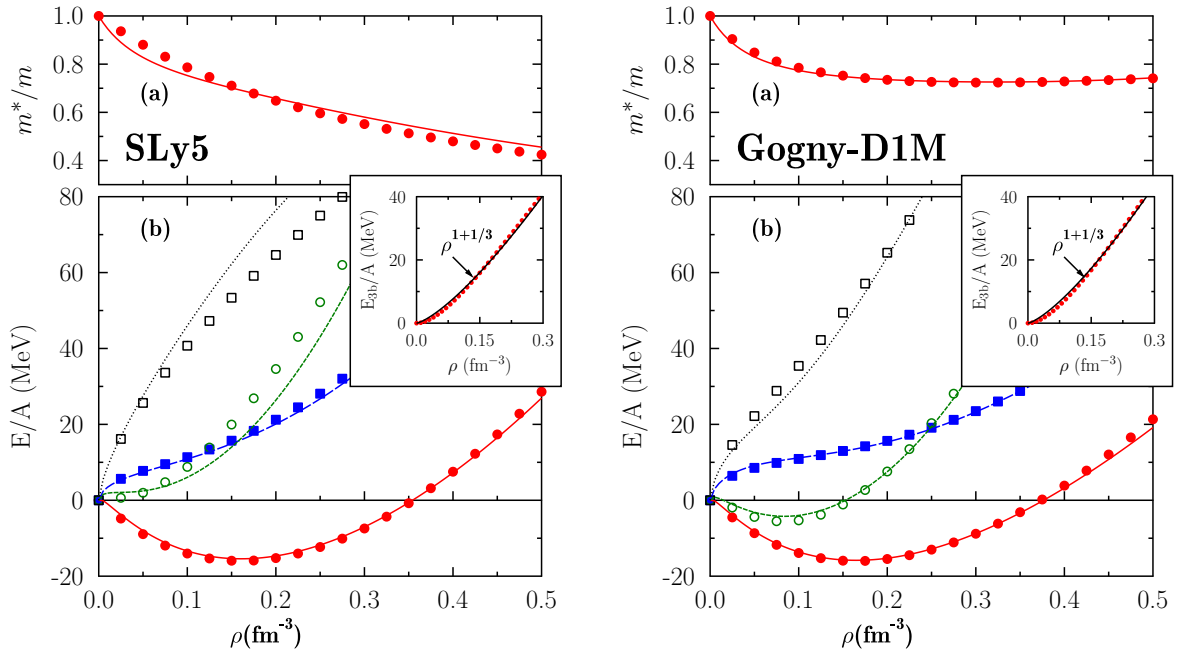 1.0
0.8
0.6
0.4
m*/m
(a)
SLy5
80
60
40
20
0
-20
E/A (MeV)
(b)
0.0 0.1 0.2 0.3 0.4 0.5
ρ(fm⁻³)
40
20
0
E₃b/A (MeV)
ρ^1+1/3
0.0 0.15 0.3
ρ (fm⁻³)
1.0
0.8
0.6
0.4
m*/m
(a)
Gogny-D1M
80
60
40
20
0
-20
E/A (MeV)
(b)
0.0 0.1 0.2 0.3 0.4 0.5
ρ(fm⁻³)
40
20
0
E₃b/A (MeV)
ρ^1+1/3
0.0 0.15 0.3
ρ (fm⁻³)